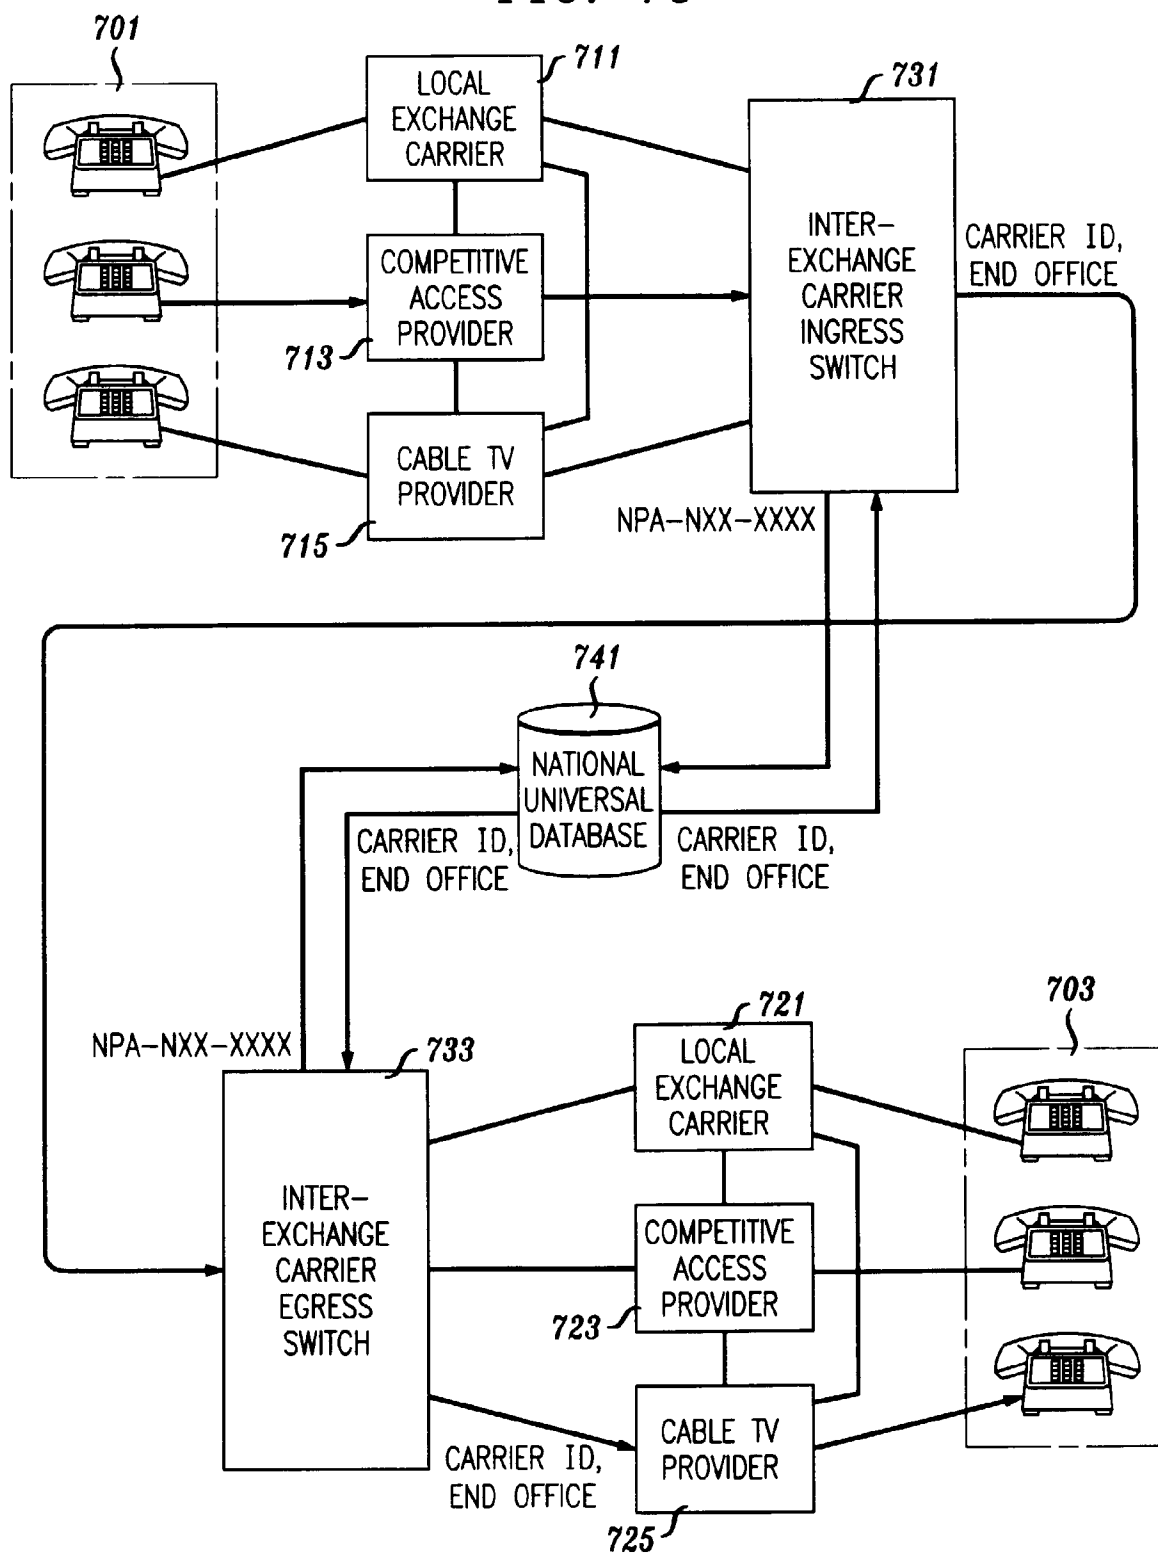 701
711
LOCAL
EXCHANGE
CARRIER
731
INTER-
EXCHANGE
CARRIER
INGRESS
SWITCH
CARRIER ID,
END OFFICE
COMPETITIVE
ACCESS
PROVIDER
713
CABLE TV
PROVIDER
715
NPA-NXX-XXXX
741
NATIONAL
UNIVERSAL
DATABASE
CARRIER ID,
END OFFICE
CARRIER ID,
END OFFICE
NPA-NXX-XXXX
733
INTER-
EXCHANGE
CARRIER
EGRESS
SWITCH
721
LOCAL
EXCHANGE
CARRIER
703
COMPETITIVE
ACCESS
PROVIDER
723
CABLE TV
PROVIDER
725
CARRIER ID,
END OFFICE